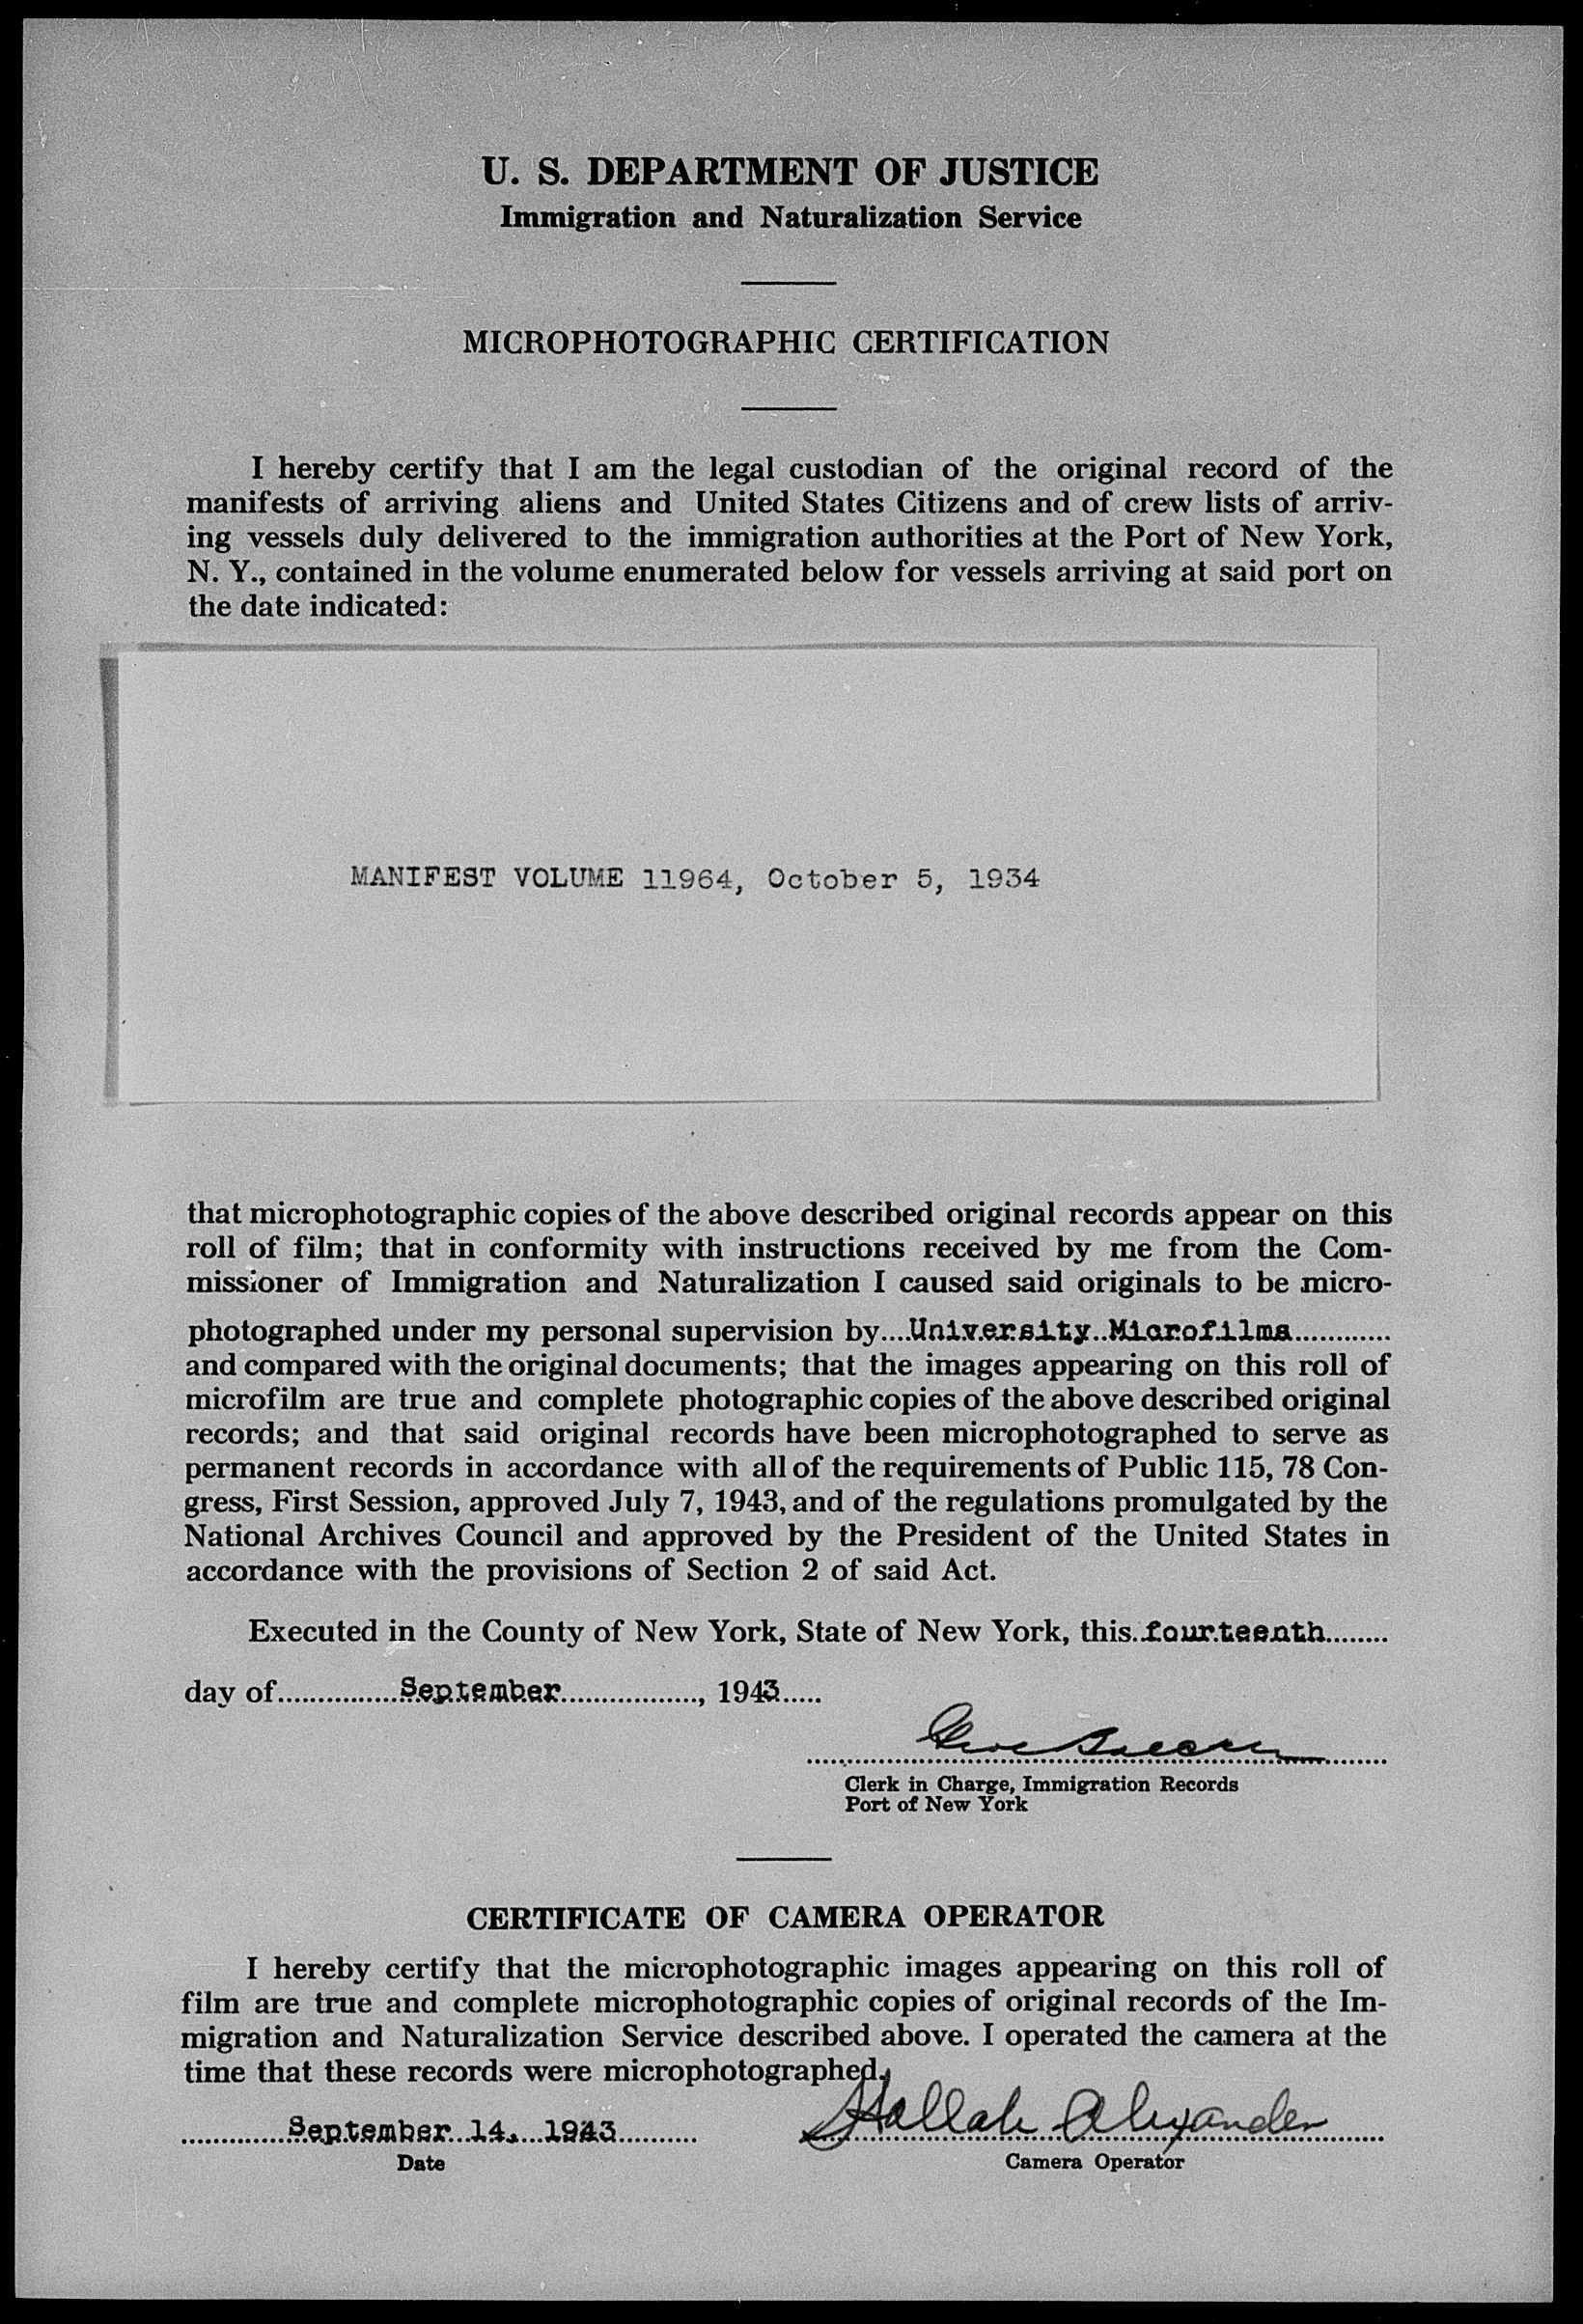 U. S. DEPARTMENT OF JUSTICE
Immigration and Naturalization Service
MICROPHOTOGRAPHIC CERTIFICATION
I hereby certify that I am the legal custodian of the original record of the
manifests of arriving aliens and United States Citizens and of crew lists of arriv-
ing vessels duly delivered to the immigration authorities at the Port of New York,
N. Y., contained in the volume enumerated below for vessels arriving at said port on
the date indicated:
MANIFEST VOLUME 11964, October 5, 1934
that microphotographic copies of the above described original records appear on this
roll of film; that in conformity with instructions received by me from the Com-
missioner of Immigration and Naturalization I caused said originals to be micro-
photographed under my personal supervision by....University Microfilms............
and compared with the original documents; that the images appearing on this roll of
microfilm are true and complete photographic copies of the above described original
records; and that said original records have been microphotographed to serve as
permanent records in accordance with all of the requirements of Public 115, 78 Con-
gress, First Session, approved July 7, 1943, and of the regulations promulgated by the
National Archives Council and approved by the President of the United States in
accordance with the provisions of Section 2 of said Act.
Executed in the County of New York, State of New York, this..fourteenth........
day of...............September................., 1943.....
Clerk in Charge, Immigration Records
Port of New York
CERTIFICATE OF CAMERA OPERATOR
I hereby certify that the microphotographic images appearing on this roll of
film are true and complete microphotographic copies of original records of the Im-
migration and Naturalization Service described above. I operated the camera at the
time that these records were microphotographed.
September 14, 1943 Alexander
Date Camera Operator